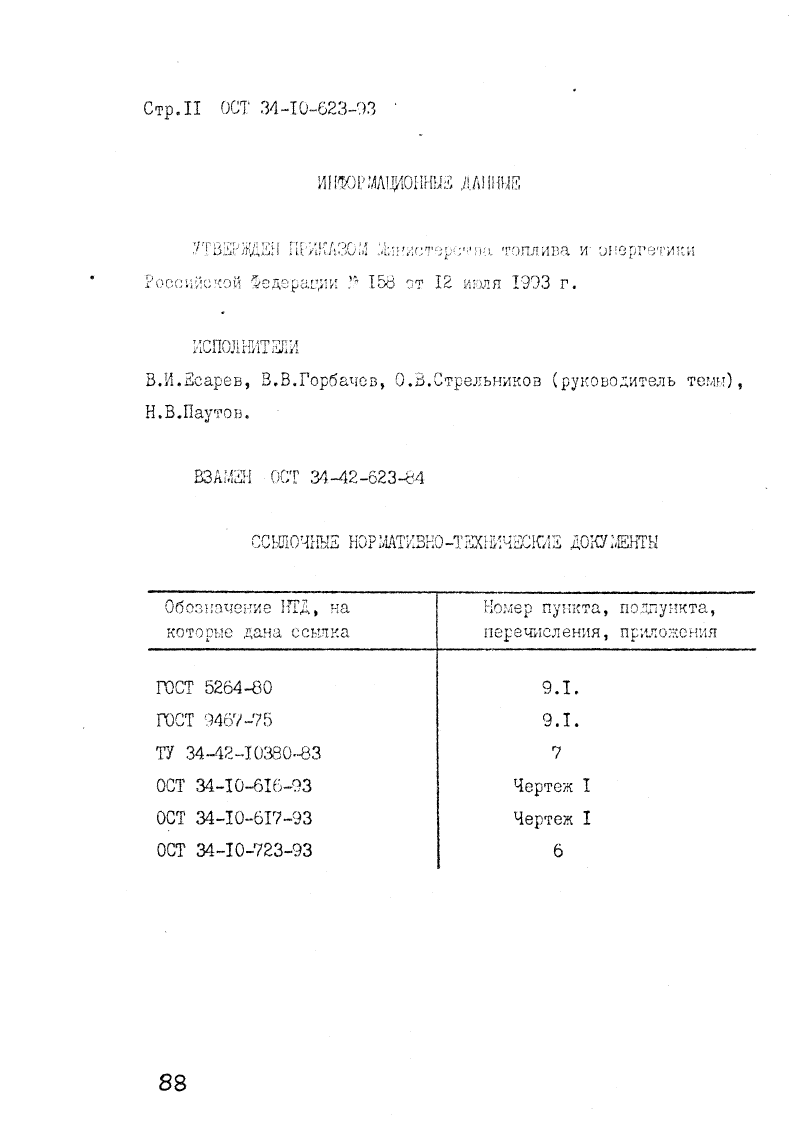 Стр.II ОСТ 34-I0-623-93
ИНФОРМАЦИОННЫЕ ДАННЫЕ
УТВЕРЖДЕН ПРИКАЗОМ Министерства топлива и энергетики
Российской Федерации № 158 от I2 июля I993 г.
ИСПОЛНИТЕЛИ
В.И.Есарев, В.В.Горбачев, О.В.Стрельников (руководитель темы),
Н.В.Паутов.
ВЗАМЕН ОСТ 34-42-623-84
ССЫЛОЧНЫЕ НОРМАТИВНО-ТЕХНИЧЕСКИЕ ДОКУМЕНТЫ
Обозначение НТД, на Номер пункта, подпункта,
которые дана ссылка перечисления, приложения
ГОСТ 5264-80 9.I.
ГОСТ 9467-75 9.I.
ТУ 34-42-I0380-83 7
ОСТ 34-I0-6I6-93 Чертеж I
ОСТ 34-I0-6I7-93 Чертеж I
ОСТ 34-I0-723-93 6
88